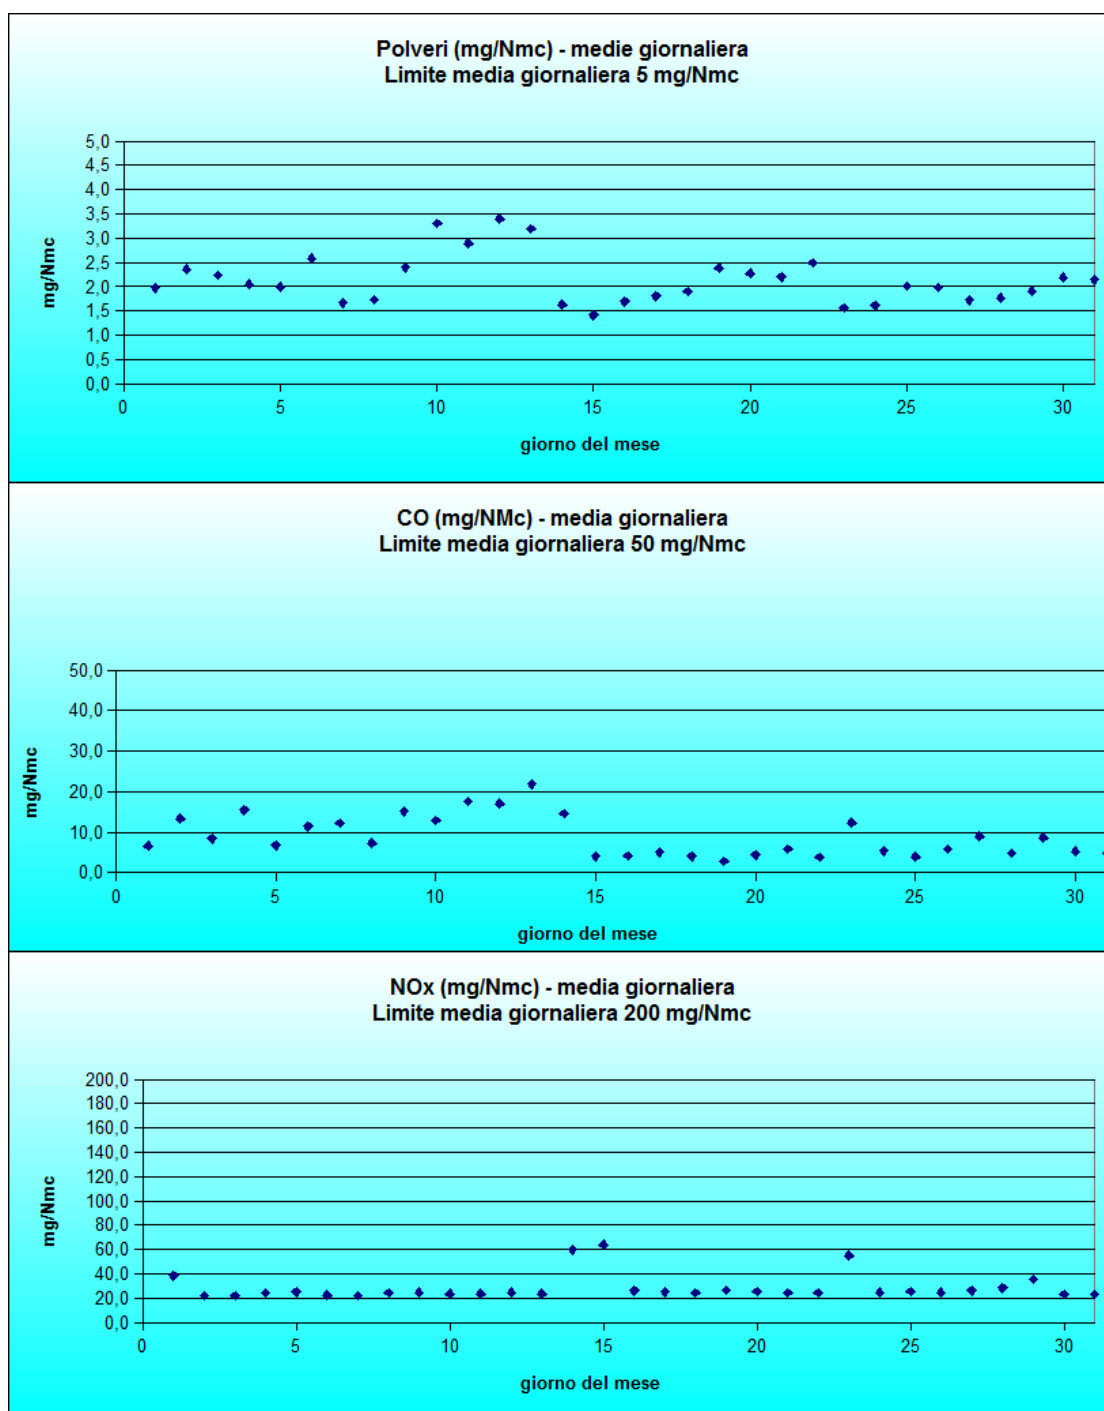 Polveri (mg/Nmc) - medie giornaliera
Limite media giornaliera 5 mg/Nmc
5,0
4,5
4,0
3,5
3,0
2,5
2,0
1,5
1,0
0,5
0,0
mg/Nmc
0 5 10 15 20 25 30
giorno del mese
CO (mg/NMc) - media giornaliera
Limite media giornaliera 50 mg/Nmc
50,0
40,0
30,0
20,0
10,0
0,0
mg/Nmc
0 5 10 15 20 25 30
giorno del mese
NOx (mg/Nmc) - media giornaliera
Limite media giornaliera 200 mg/Nmc
200,0
180,0
160,0
140,0
120,0
100,0
80,0
60,0
40,0
20,0
0,0
mg/Nmc
0 5 10 15 20 25 30
giorno del mese